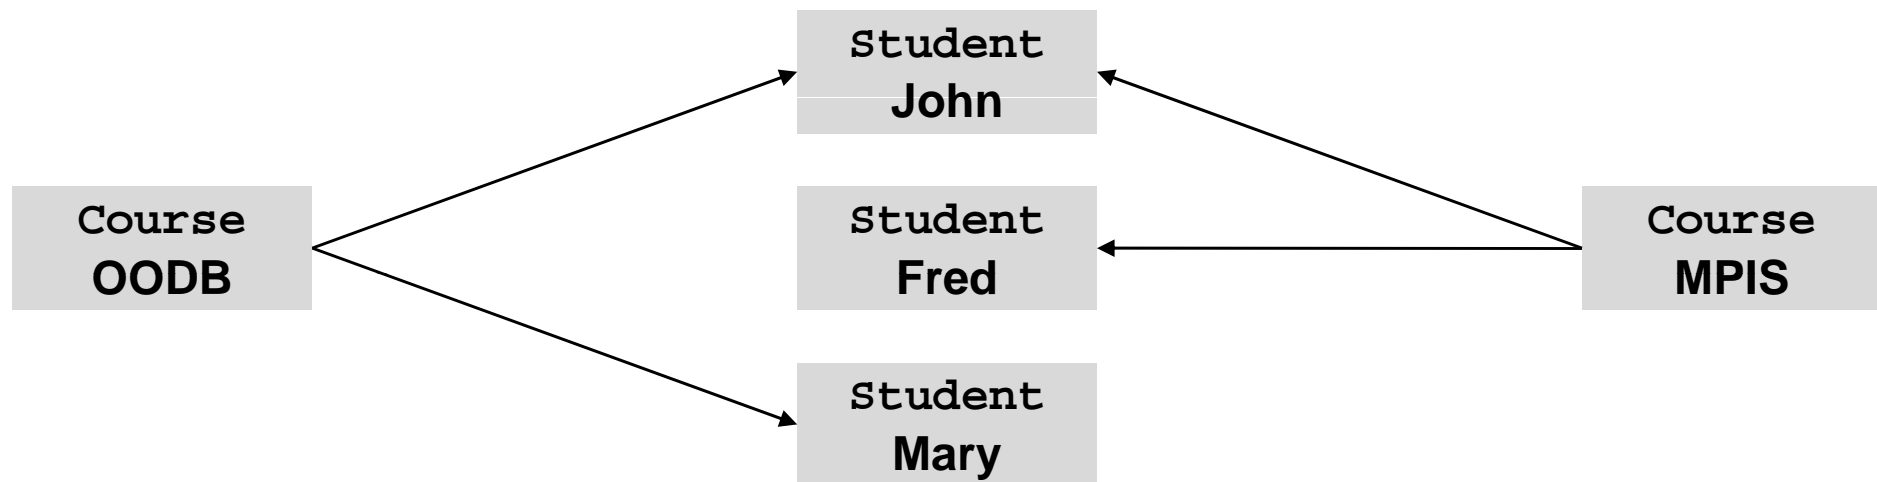 Student
John
Course
OODB
Student
Fred
Course
MPIS
Student
Mary